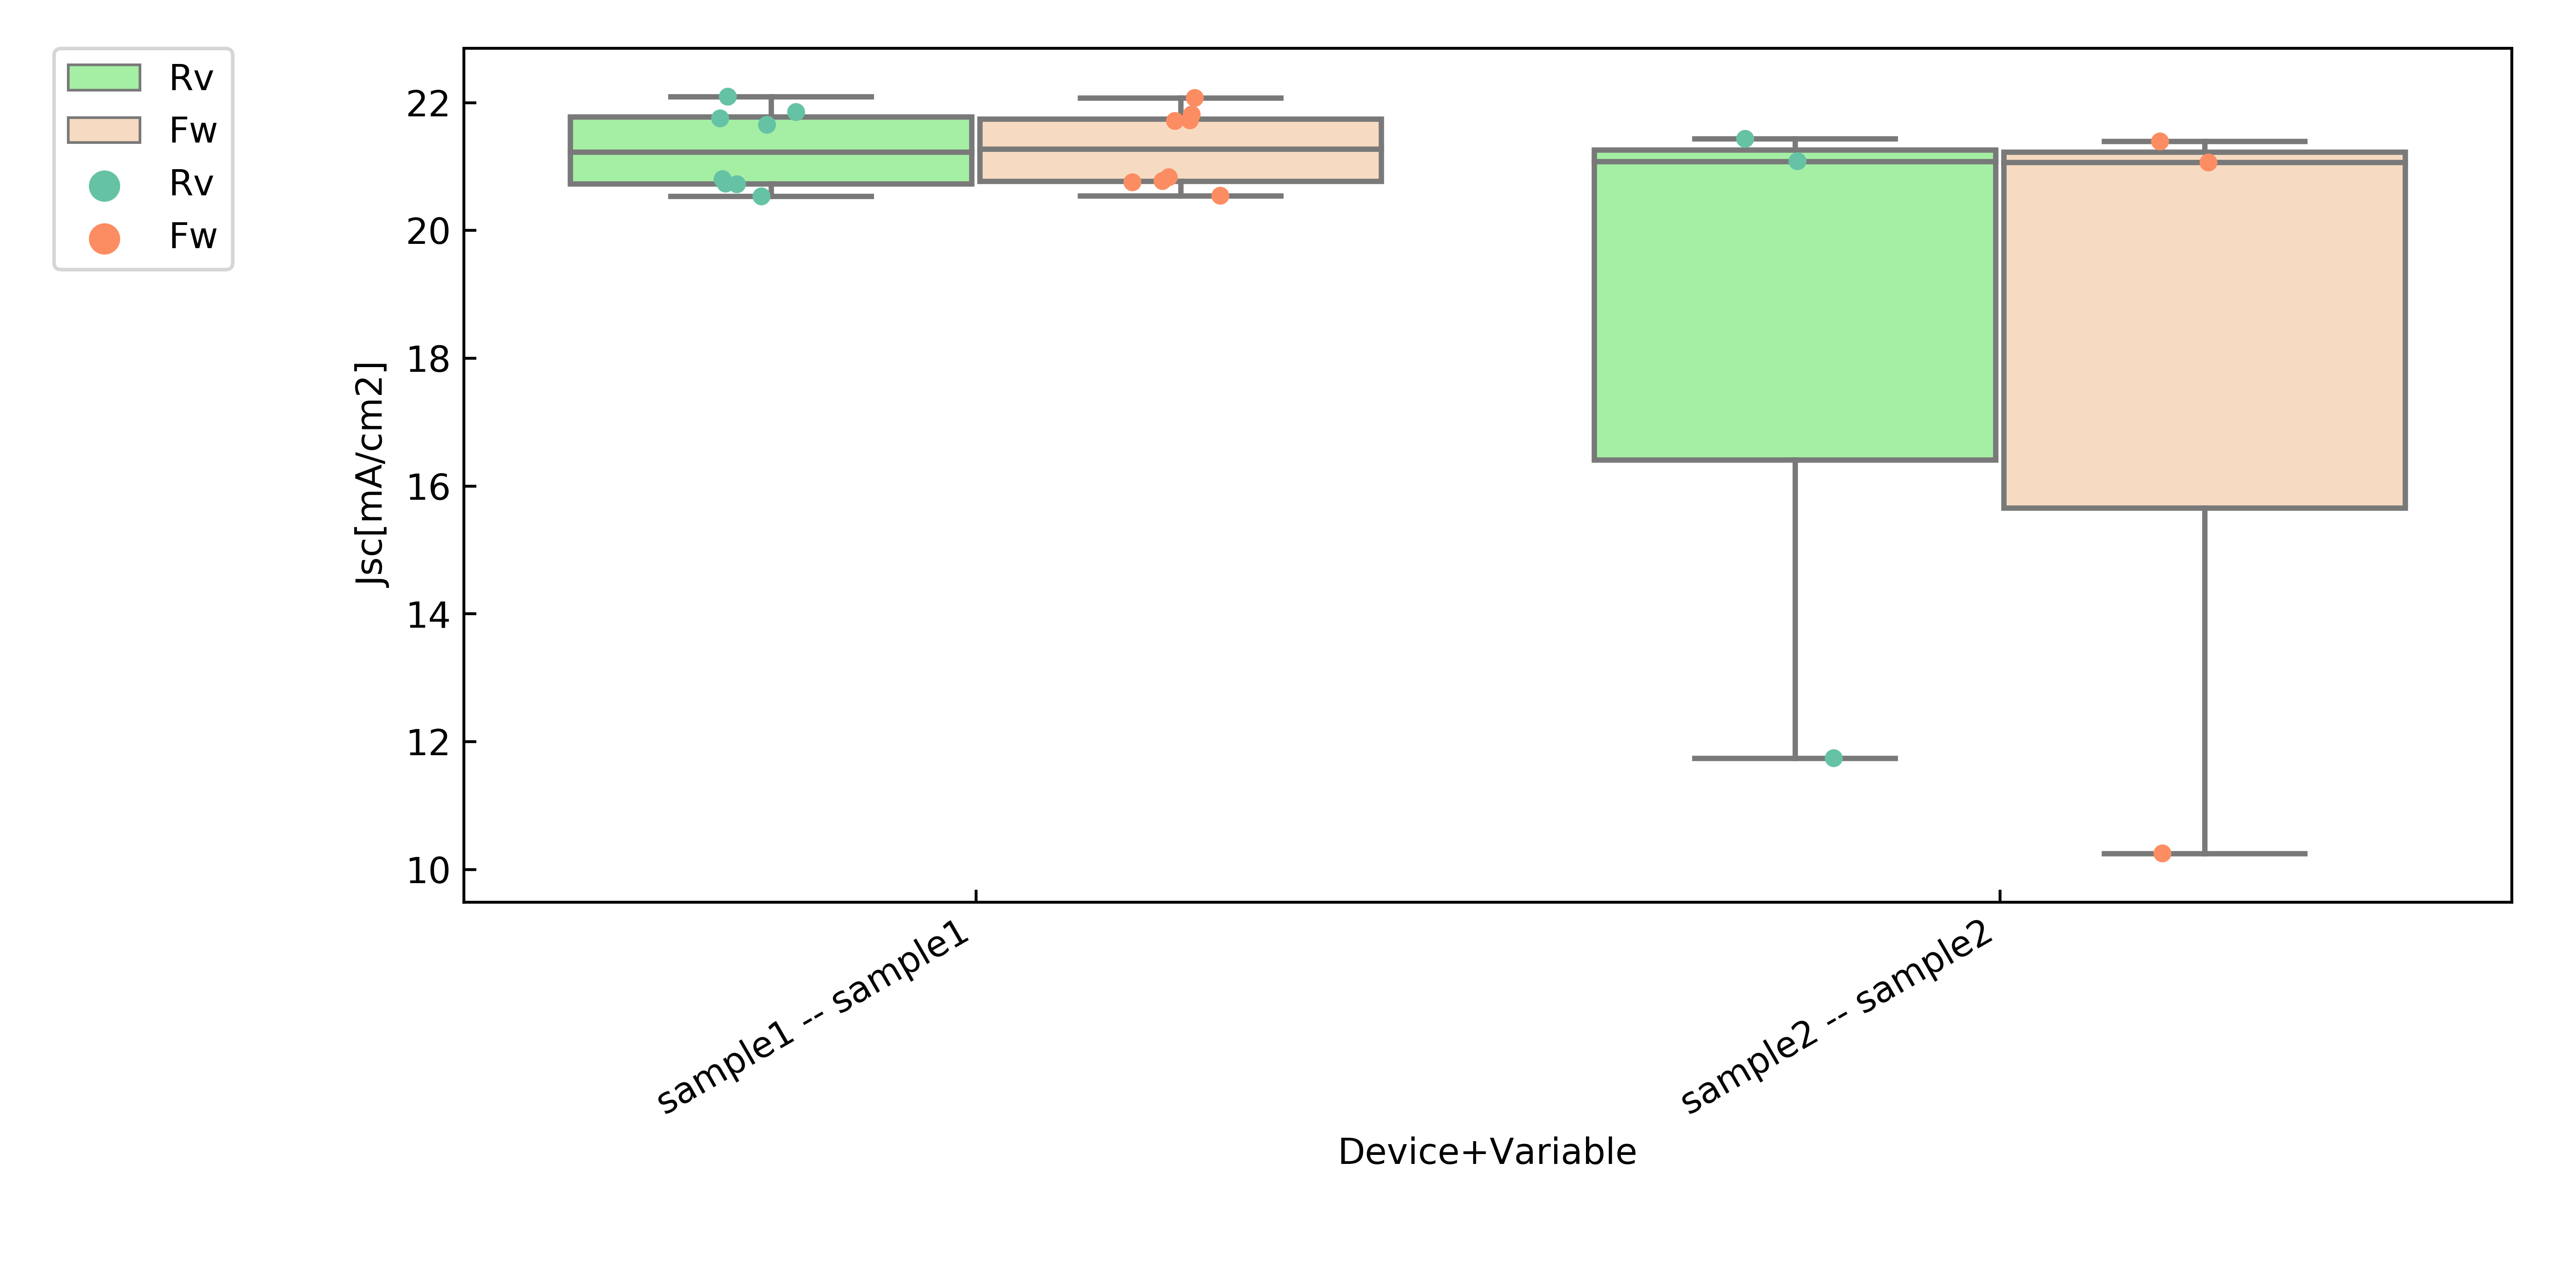 Rv
Fw
Rv
Fw
Jsc[mA/cm2]
22
20
18
16
14
12
10
sample1 -- sample1
sample2 -- sample2
Device+Variable